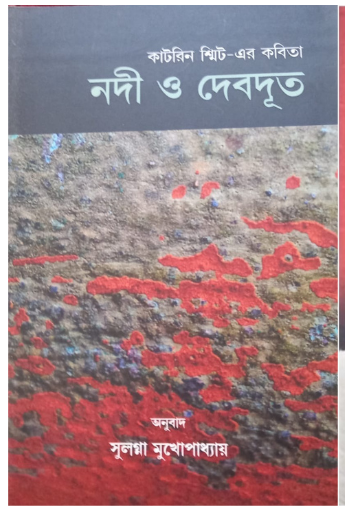 কাটরিন শ্মিট-এর কবিতা
নদী ও দেবদূত
অনুবাদ
সুলগ্না মুখোপাধ্যায়